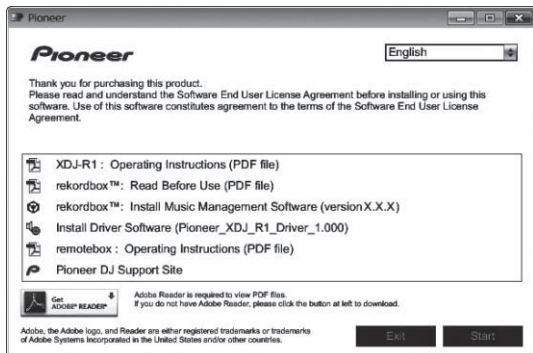 Pioneer
Pioneer
English
Thank you for purchasing this product.
Please read and understand the Software End User License Agreement before installing or using this
software. Use of this software constitutes agreement to the terms of the Software End User License
Agreement.
XDJ-R1 : Operating Instructions (PDF file)
rekordbox™: Read Before Use (PDF file)
rekordbox™: Install Music Management Software (version X.X.X)
Install Driver Software (Pioneer_XDJ_R1_Driver_1.000)
remotebox : Operating Instructions (PDF file)
Pioneer DJ Support Site
Get
ADOBE® READER®
Adobe Reader is required to view PDF files.
If you do not have Adobe Reader, please click the button at left to download.
Adobe, the Adobe logo, and Reader are either registered trademarks or trademarks
of Adobe Systems Incorporated in the United States and/or other countries.
Exit
Start